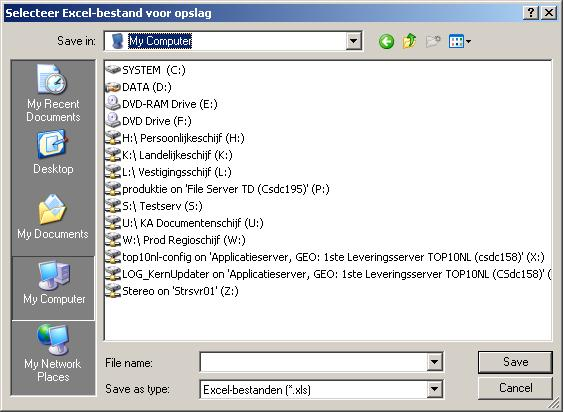 Selecteer Excel-bestand voor opslag
Save in:
My Computer
My Recent
Documents
Desktop
My Documents
My Computer
My Network
Places
SYSTEM (C:)
DATA (D:)
DVD-RAM Drive (E:)
DVD Drive (F:)
H:\ Persoonlijkeschijf (H:)
K:\ Landelijkeschijf (K:)
L:\ Vestigingsschijf (L:)
produktie on 'File Server TD (Csdc195)' (P:)
S:\ Testserv (S:)
U:\ KA Documentenschijf (U:)
W:\ Prod Regioschijf (W:)
top10nl-config on 'Applicatieserver, GEO: 1ste Leveringsserver TOP10NL (csdc158)' (X:)
LOG_KernUpdater on 'Applicatieserver, GEO: 1ste Leveringsserver TOP10NL (CSdc158)' (
Stereo on 'Strsvr01' (Z:)
File name:
Save
Save as type:
Excel-bestanden (*.xls)
Cancel